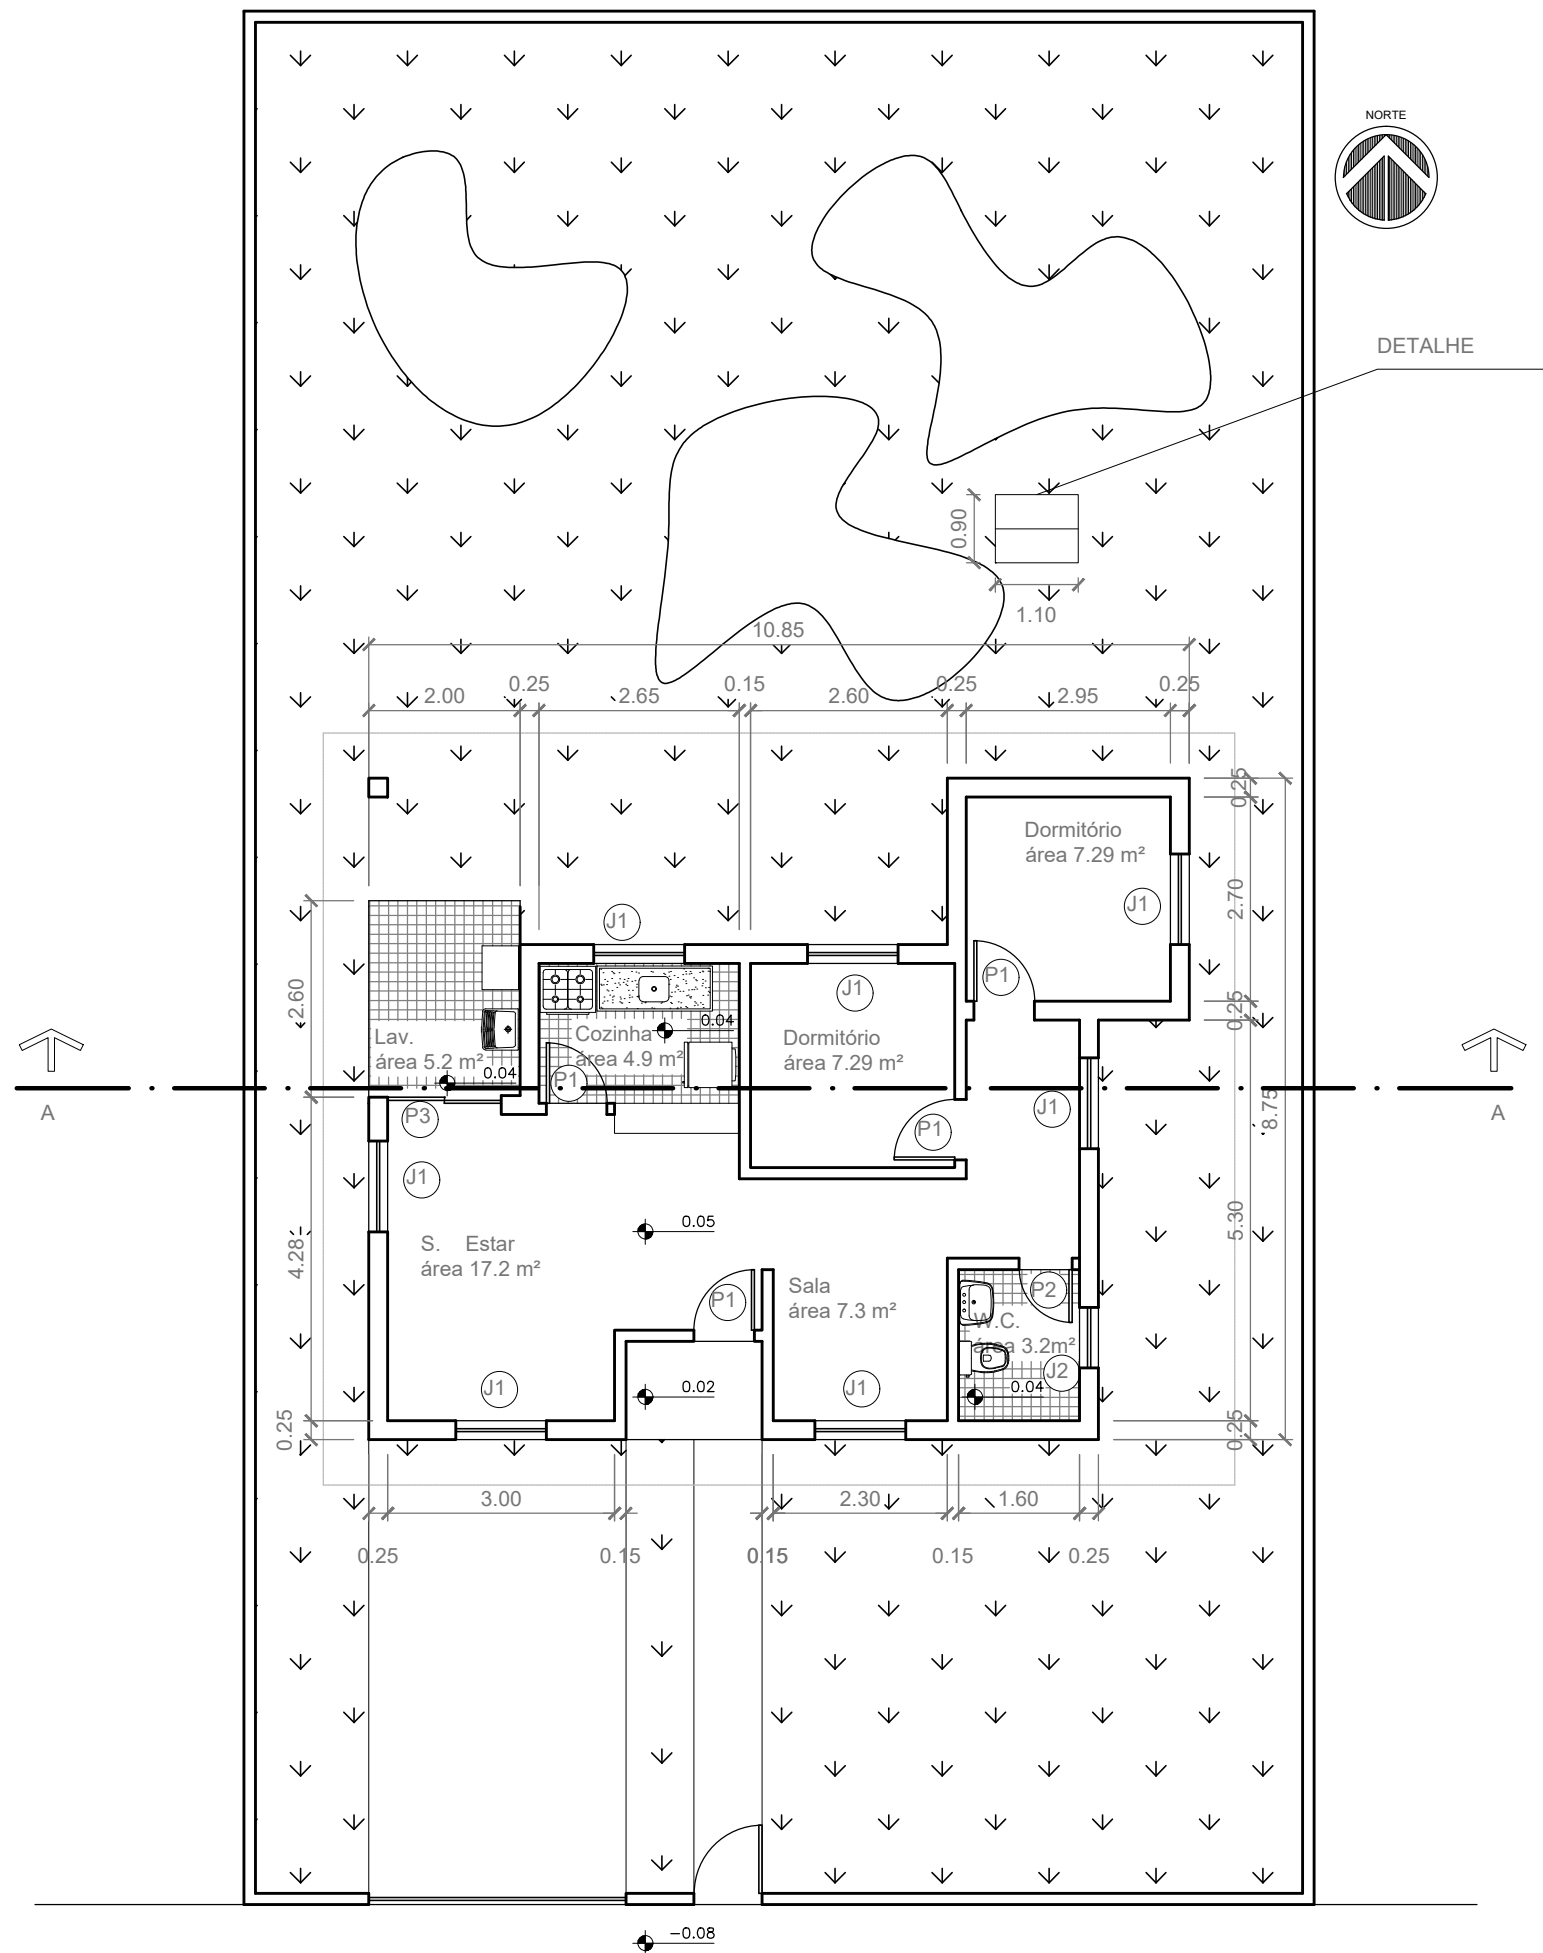 NORTE
DETALHE
0.90
1.10
10.85
0.25
0.15
0.25
0.25
2.00
2.65
2.60
2.95
0.25
Dormitório
área 7.29 m²
2.70
J1
J1
P1
J1
2.60
0.25
0.04
Lav.
área 5.2 m²
Cozinha
área 4.9 m²
Dormitório
área 7.29 m²
0.04
P1
A
P3
J1
8.75
A
P1
J1
0.05
5.30
S. Estar
área 17.2 m²
4.28
Sala
área 7.3 m²
P1
P2
W.C.
área 3.2m²
J2
J1
0.02
J1
0.04
0.25
0.25
3.00
2.30
1.60
0.25
0.15
0.15
0.15
0.25
-0.08